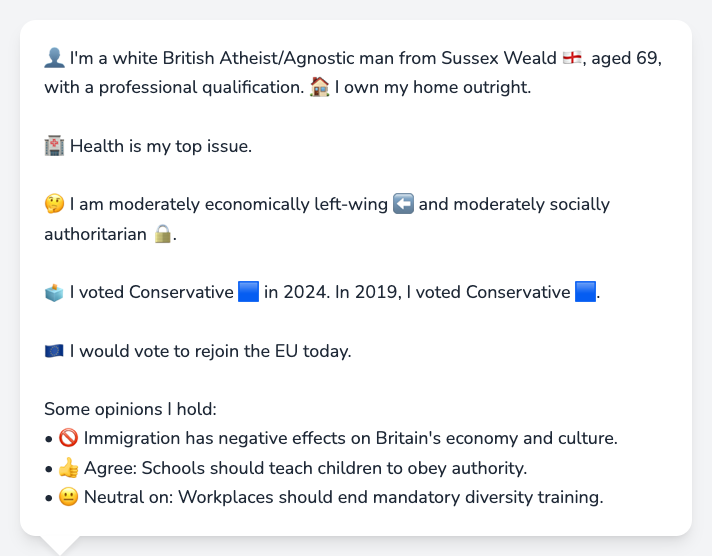 👤 I'm a white British Atheist/Agnostic man from Sussex Weald 🏴󠁧󠁢󠁥󠁮󠁧󠁿, aged 69,
with a professional qualification. 🏠 I own my home outright.
🏥 Health is my top issue.
🤔 I am moderately economically left-wing ⬅️ and moderately socially
authoritarian 🔒.
🗳️ I voted Conservative 🟦 in 2024. In 2019, I voted Conservative 🟦.
🇪🇺 I would vote to rejoin the EU today.
Some opinions I hold:
• 🚫 Immigration has negative effects on Britain's economy and culture.
• 👍 Agree: Schools should teach children to obey authority.
• 😐 Neutral on: Workplaces should end mandatory diversity training.